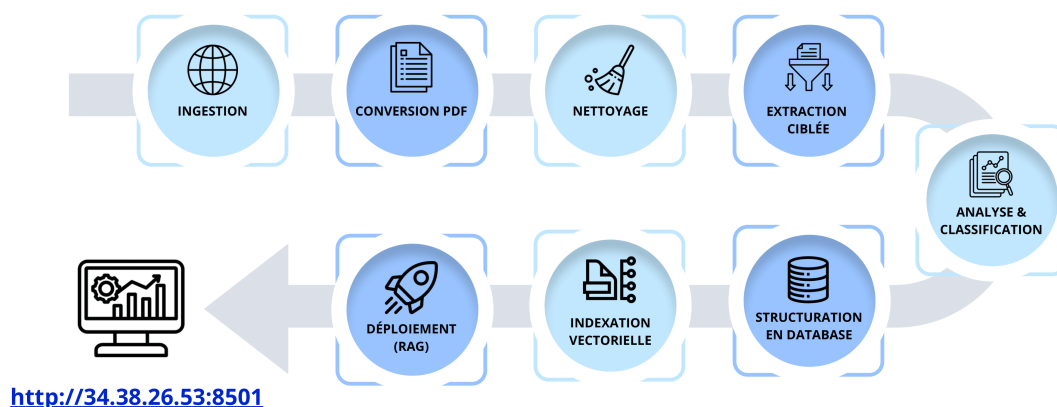 INGESTION
CONVERSION PDF
NETTOYAGE
EXTRACTION
CIBLÉE
ANALYSE &
CLASSIFICATION
STRUCTURATION
EN DATABASE
INDEXATION
VECTORIELLE
DÉPLOIEMENT
(RAG)
http://34.38.26.53:8501